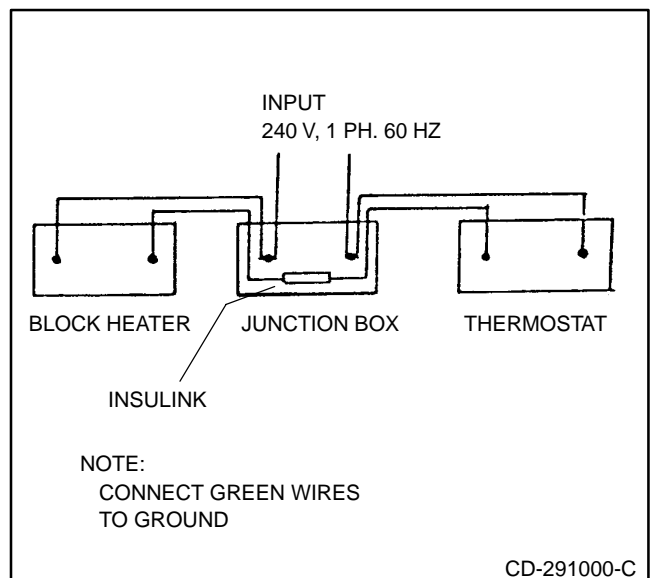 INPUT
240 V, 1 PH. 60 HZ
BLOCK HEATER
JUNCTION BOX
THERMOSTAT
INSULINK
NOTE:
CONNECT GREEN WIRES
TO GROUND
CD-291000-C